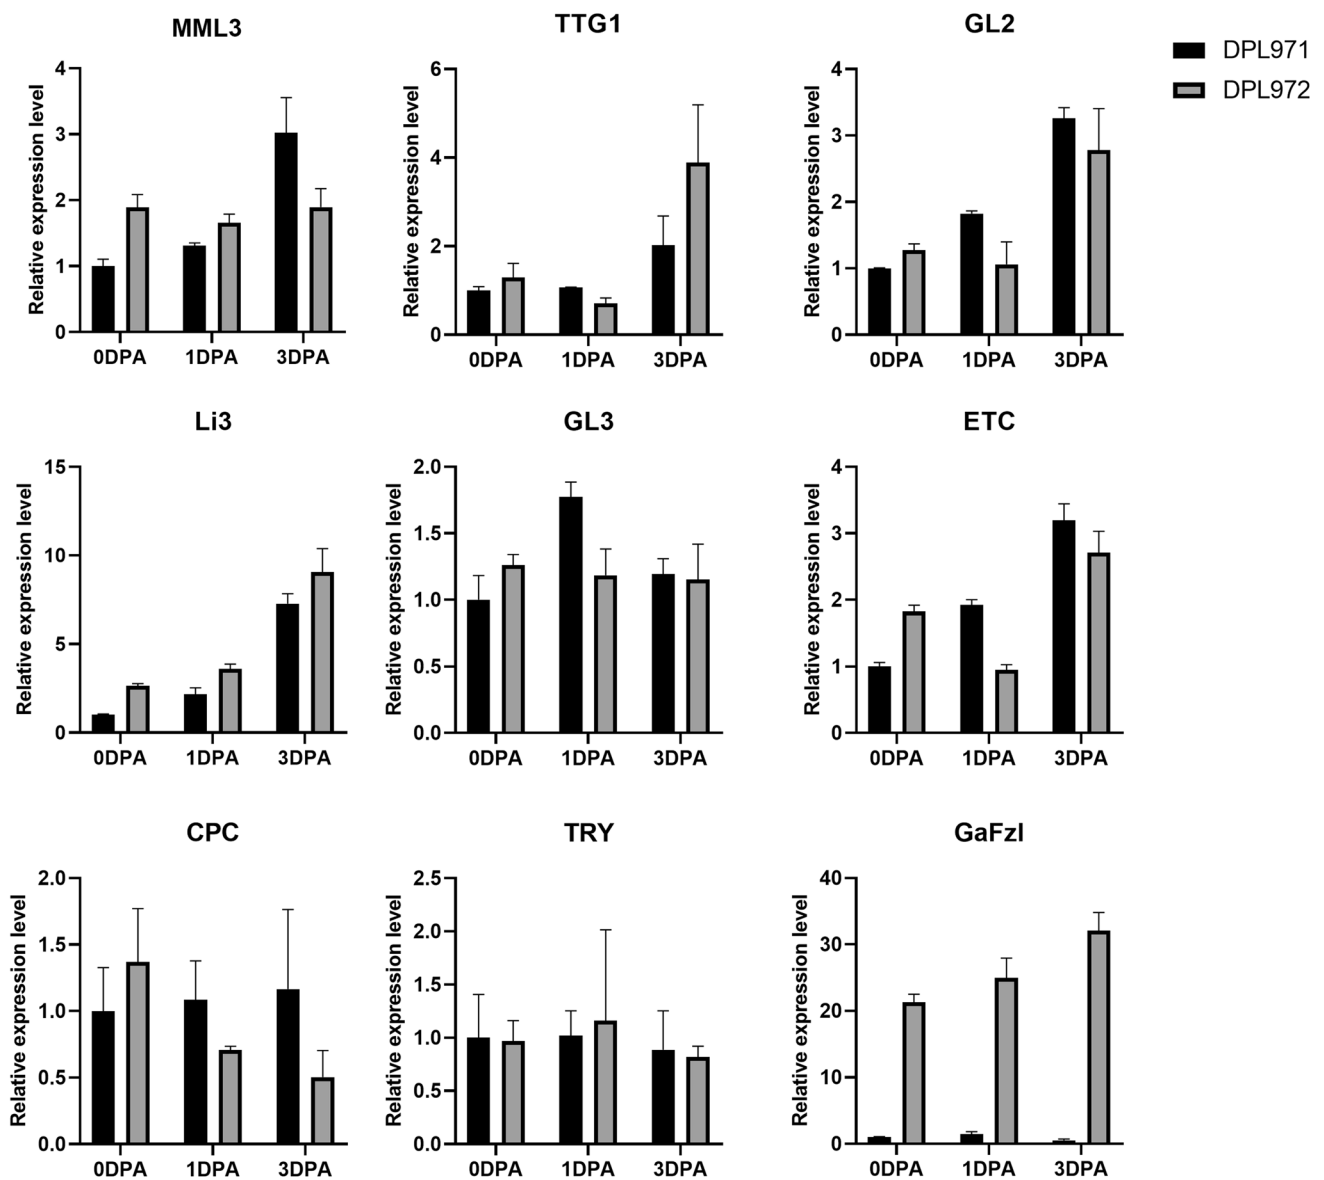 MML3
TTG1
GL2
DPL971
DPL972
Relative expression level
4
3
2
1
0
0DPA 1DPA 3DPA
Relative expression level
6
4
2
0
0DPA 1DPA 3DPA
Relative expression level
4
3
2
1
0
0DPA 1DPA 3DPA
Li3
Relative expression level
15
10
5
0
0DPA 1DPA 3DPA
GL3
Relative expression level
2.0
1.5
1.0
0.5
0.0
0DPA 1DPA 3DPA
ETC
Relative expression level
4
3
2
1
0
0DPA 1DPA 3DPA
CPC
Relative expression level
2.0
1.5
1.0
0.5
0.0
0DPA 1DPA 3DPA
TRY
Relative expression level
2.5
2.0
1.5
1.0
0.5
0.0
0DPA 1DPA 3DPA
GaFzl
Relative expression level
40
30
20
10
0
0DPA 1DPA 3DPA